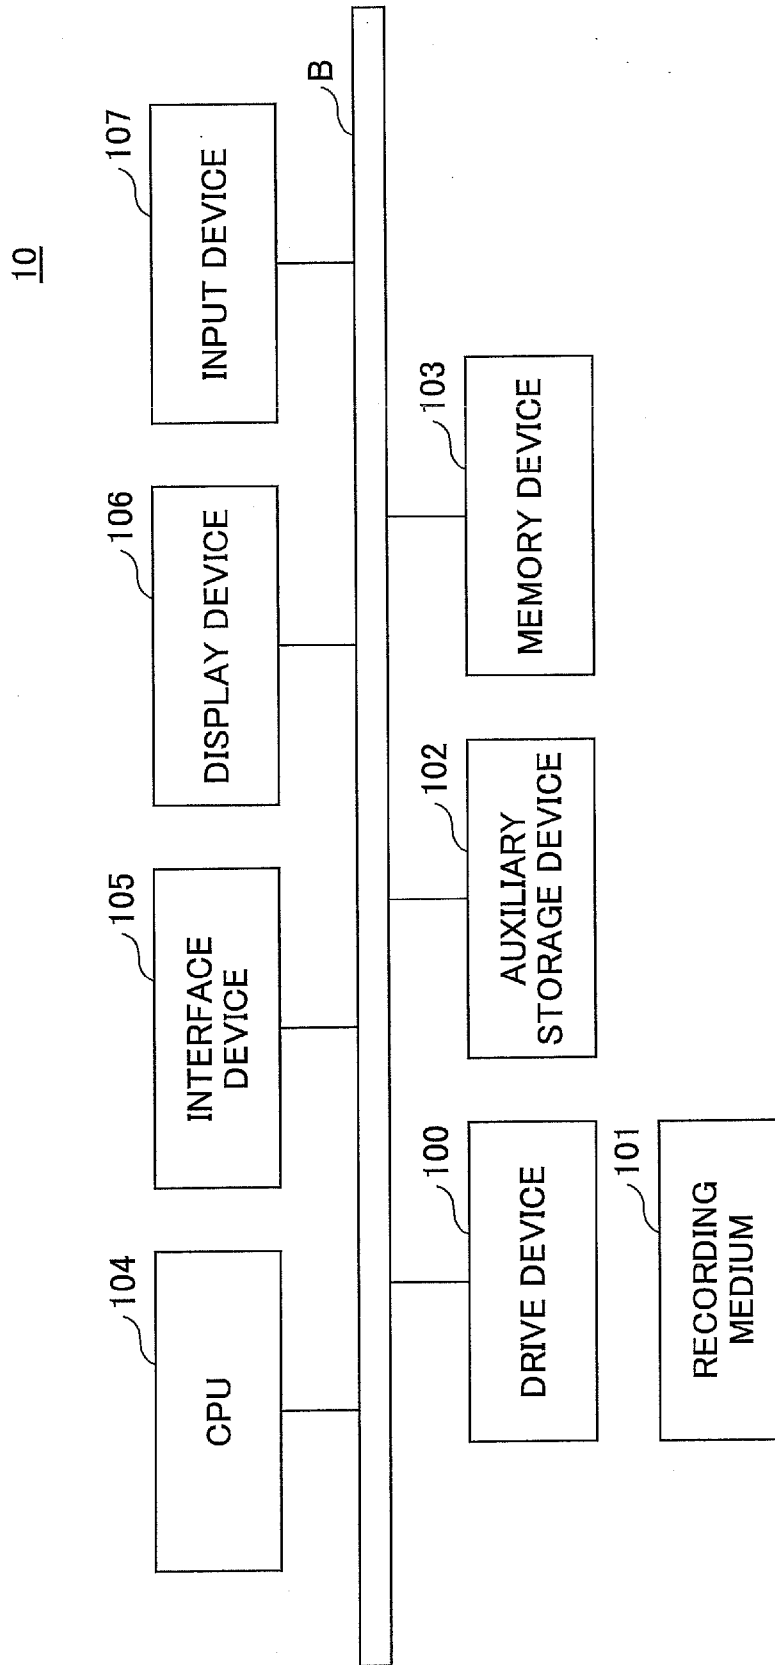 10
104
CPU
105
INTERFACE
DEVICE
106
DISPLAY DEVICE
107
INPUT DEVICE
B
100
DRIVE DEVICE
102
AUXILIARY
STORAGE DEVICE
103
MEMORY DEVICE
101
RECORDING
MEDIUM